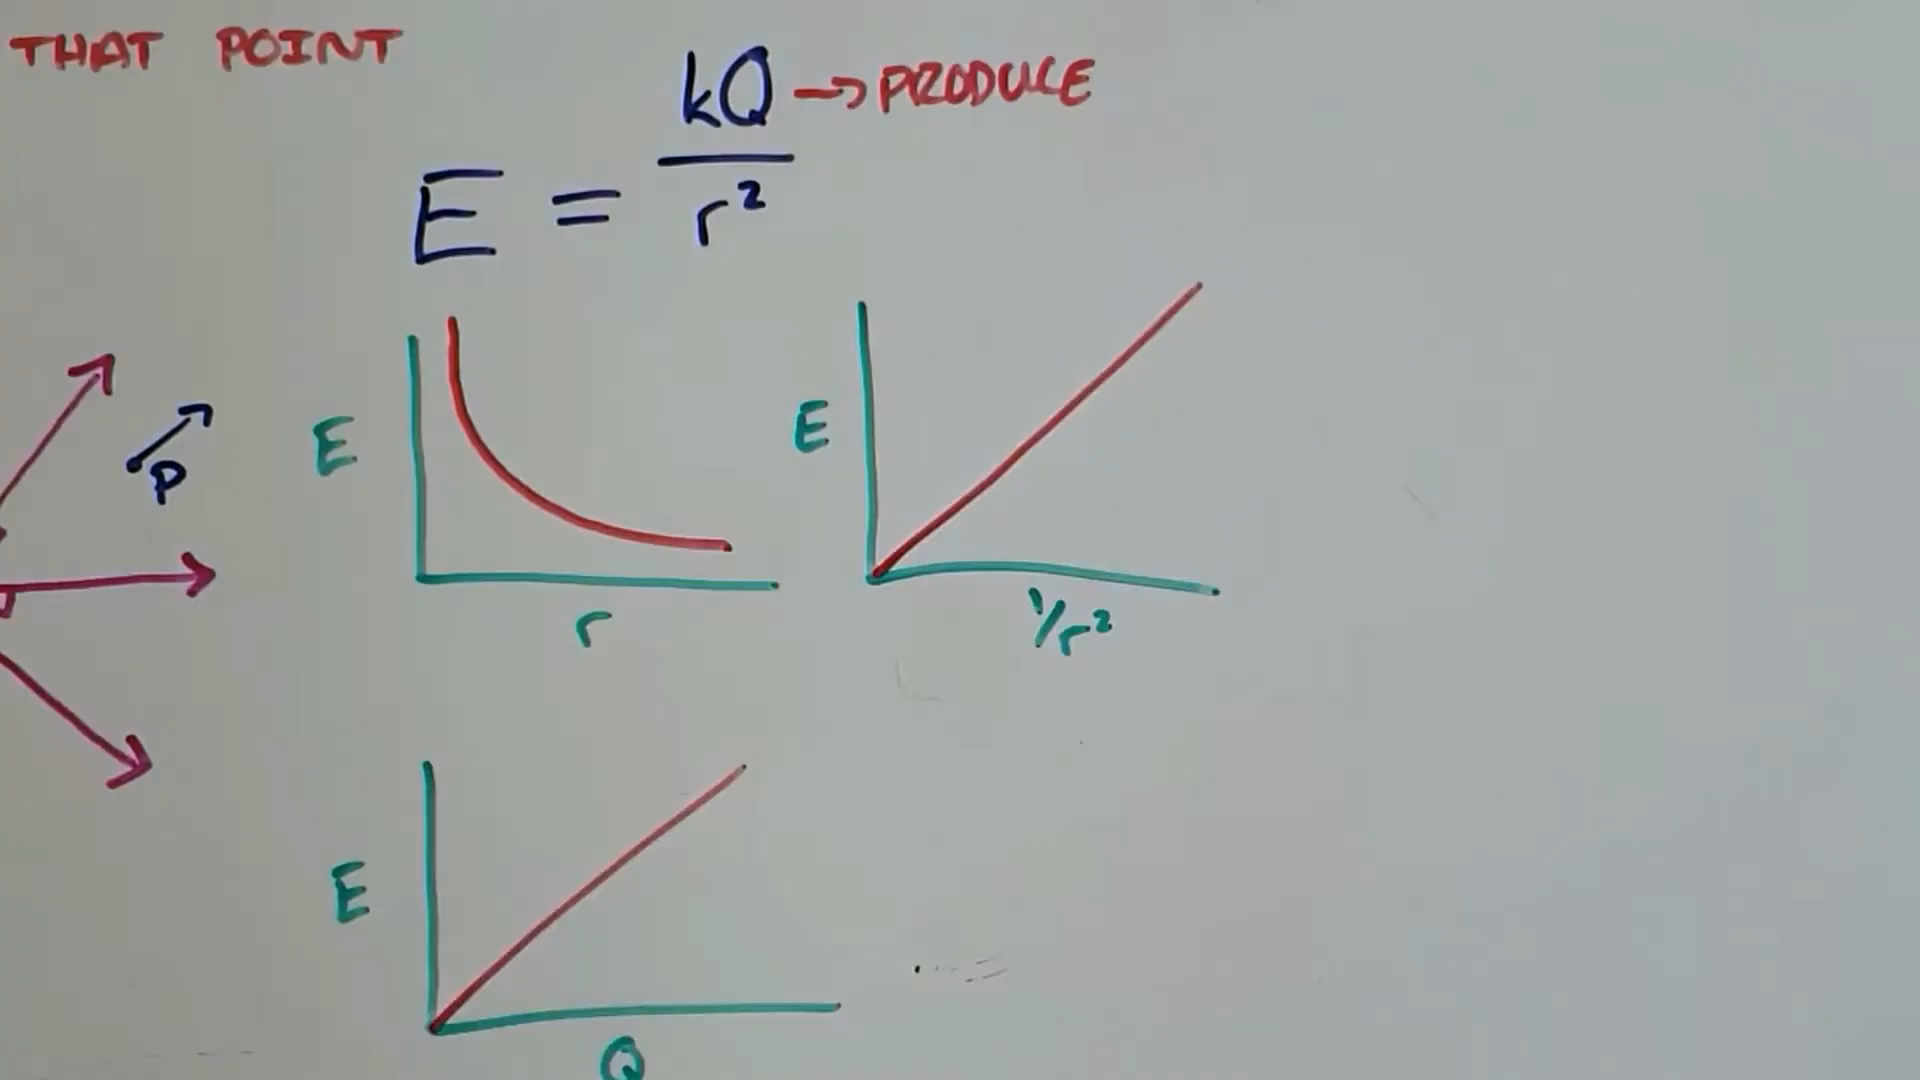 THAT POINT
E = kQ/r² → PRODUCE
P
E
r
E
1/r²
E
Q